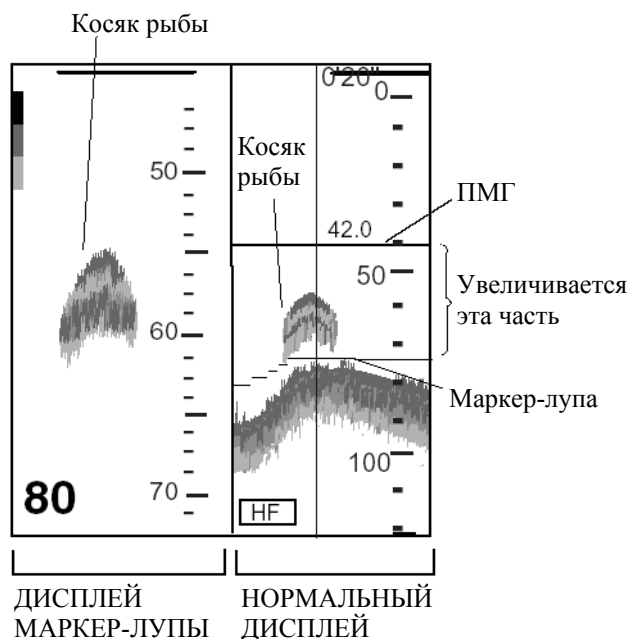 Косяк рыбы
0'20"
0
50
Косяк
рыбы
ПМГ
42.0
50
Увеличивается
эта часть
60
Маркер-лупа
100
80
70
HF
ДИСПЛЕЙ
МАРКЕР-ЛУПЫ
НОРМАЛЬНЫЙ
ДИСПЛЕЙ